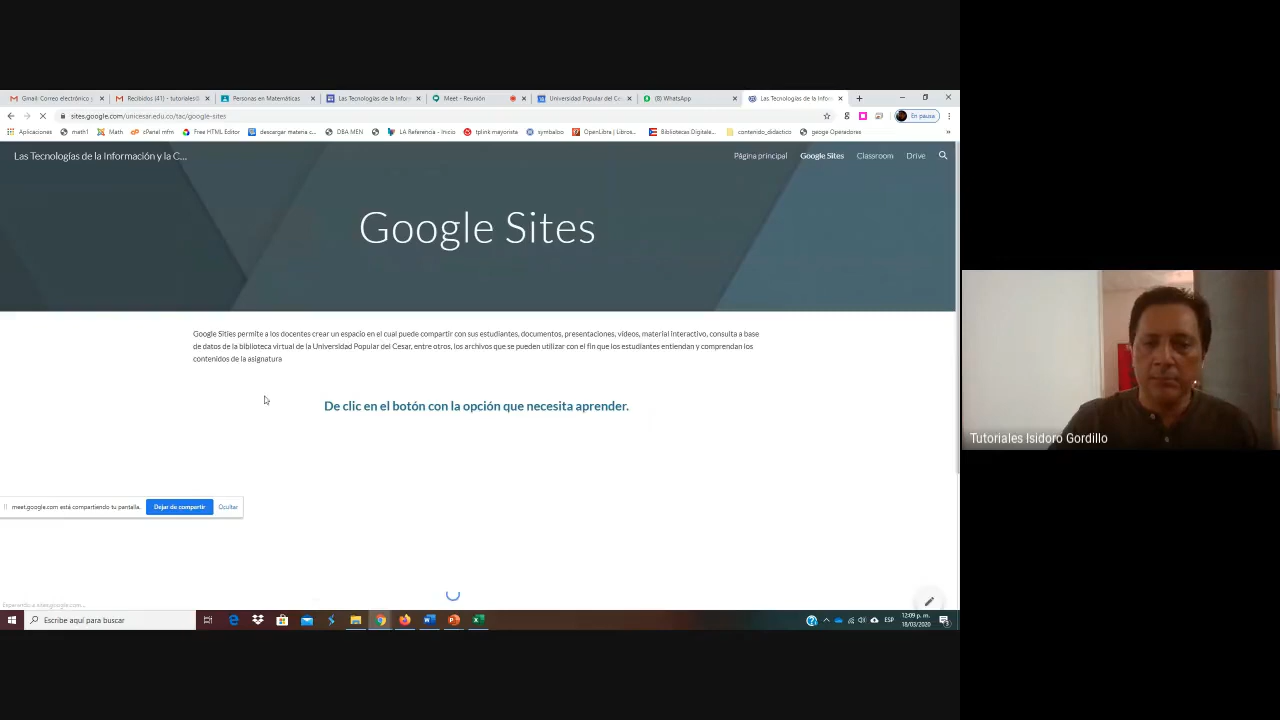 Gmail: Correo electrónico y
Recibidos (41) - tutoriales@
Personas en Matemáticas
Las Tecnologías de la Inform
Meet - Reunión
Universidad Popular del Ce
(8) WhatsApp
Las Tecnologías de la Inform
sites.google.com/unicesar.edu.co/tac/google-sites
En pausa
Aplicaciones
math1
Math
cPanel mfm
Free HTML Editor
descargar materia c...
DBA MEN
LA Referencia - Inicio
tplink mayorista
symbaloo
OpenLibra | Libros...
Bibliotecas Digitale...
contenido_didáctico
geoge Operadores
Las Tecnologías de la Información y la C...
Página principal
Google Sites
Classroom
Drive
Google Sites
Google Sities permite a los docentes crear un espacio en el cual puede compartir con sus estudiantes, documentos, presentaciones, vídeos, material interactivo, consulta a base
de datos de la biblioteca virtual de la Universidad Popular del Cesar, entre otros, los archivos que se pueden utilizar con el fin que los estudiantes entiendan y comprendan los
contenidos de la asignatura
De clic en el botón con la opción que necesita aprender.
Tutoriales Isidoro Gordillo
meet.google.com está compartiendo tu pantalla.
Dejar de compartir
Ocultar
Esperando a sites.google.com...
Escribe aquí para buscar
ESP
12:09 p. m.
18/03/2020